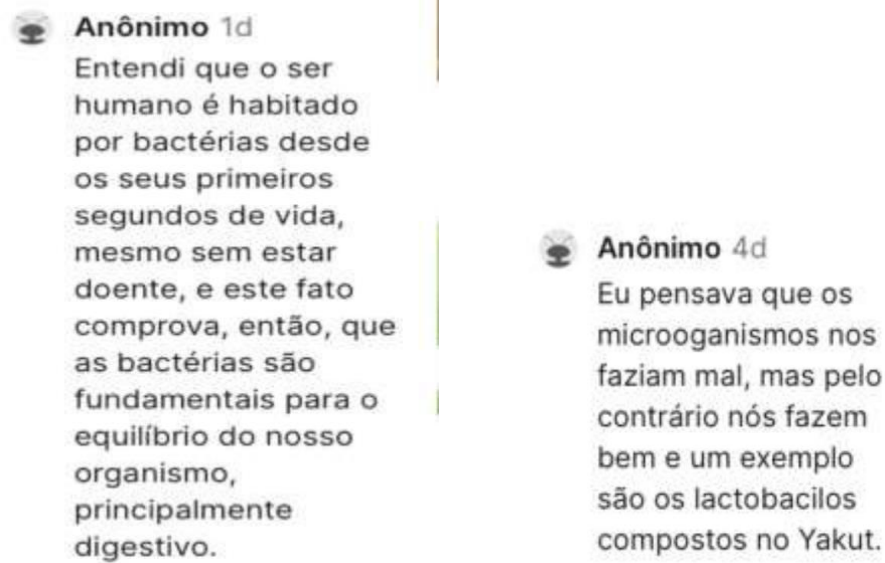 Anônimo 1d
Entendi que o ser
humano é habitado
por bactérias desde
os seus primeiros
segundos de vida,
mesmo sem estar
doente, e este fato
comprova, então, que
as bactérias são
fundamentais para o
equilíbrio do nosso
organismo,
principalmente
digestivo.
Anônimo 4d
Eu pensava que os
microoganismos nos
faziam mal, mas pelo
contrário nós fazem
bem e um exemplo
são os lactobacilos
compostos no Yakut.